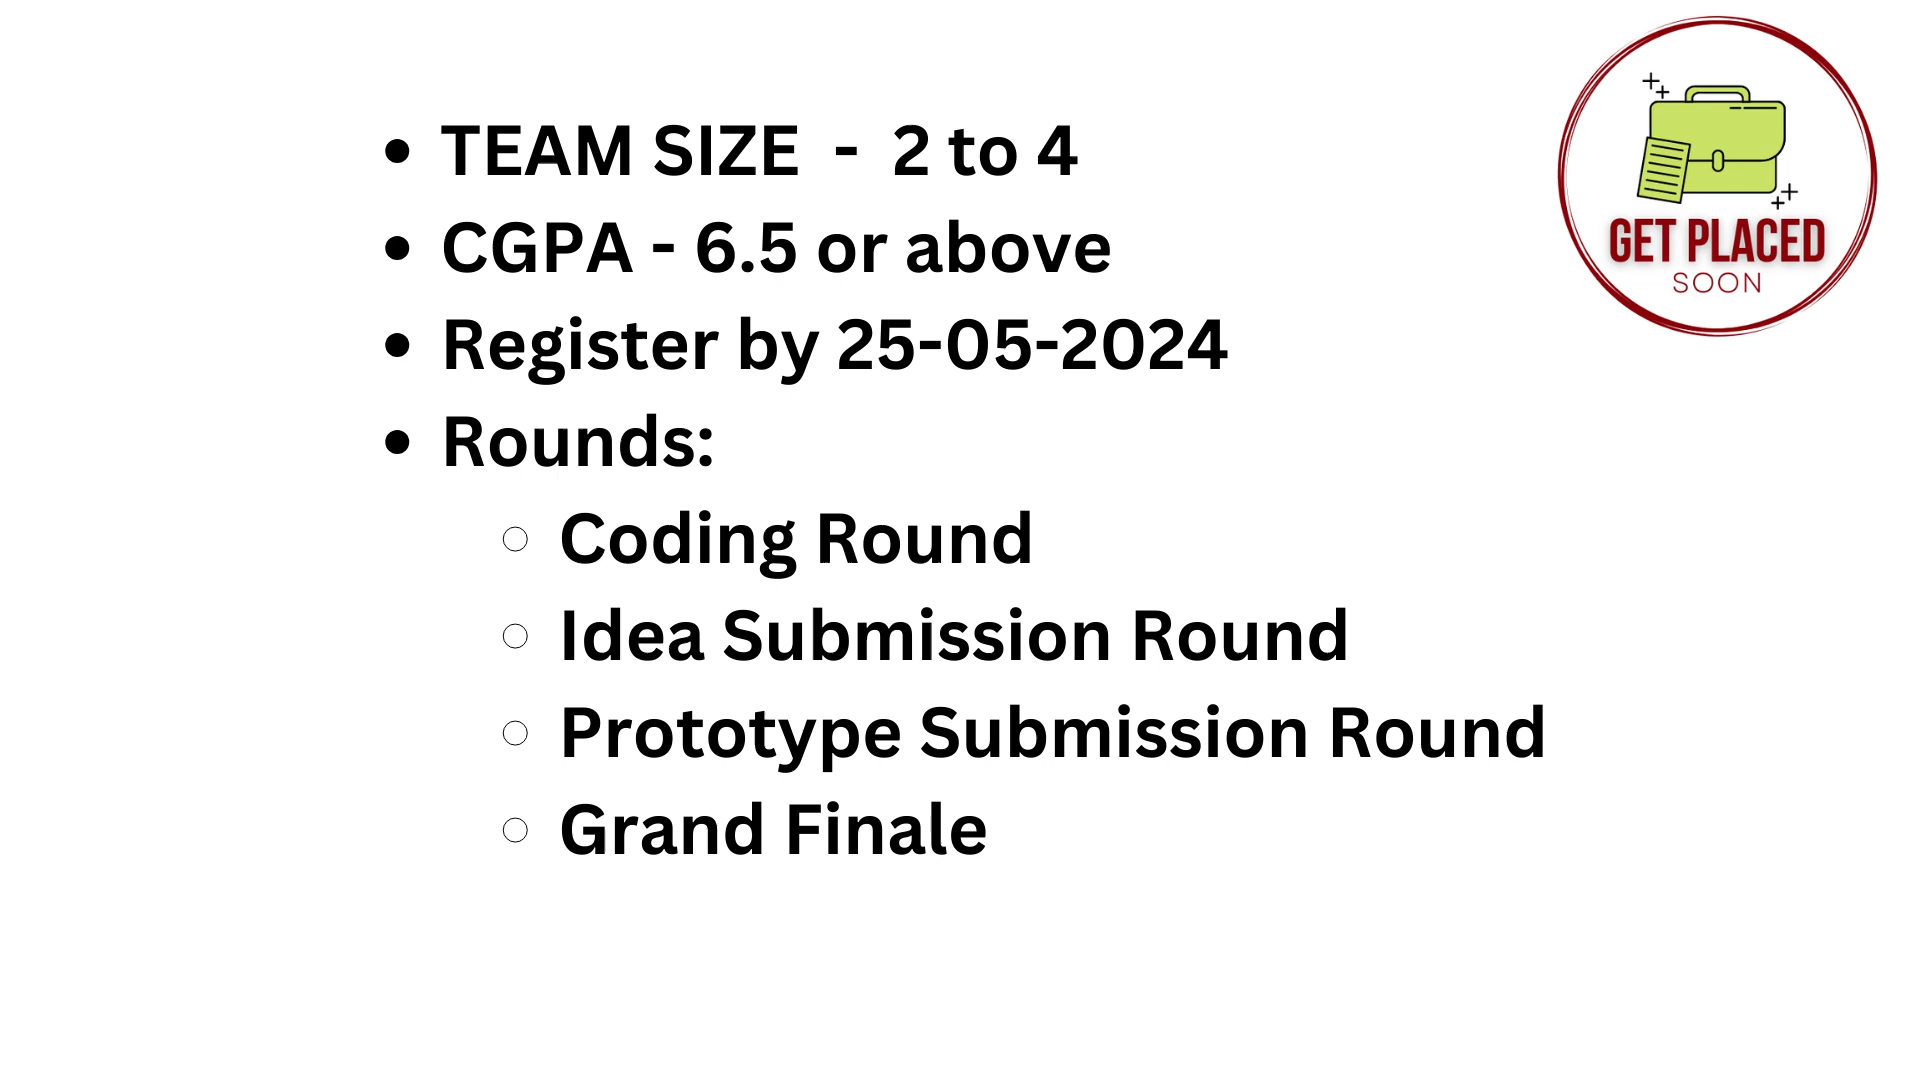 TEAM SIZE - 2 to 4
CGPA - 6.5 or above
Register by 25-05-2024
Rounds:
Coding Round
Idea Submission Round
Prototype Submission Round
Grand Finale
GET PLACED
SOON